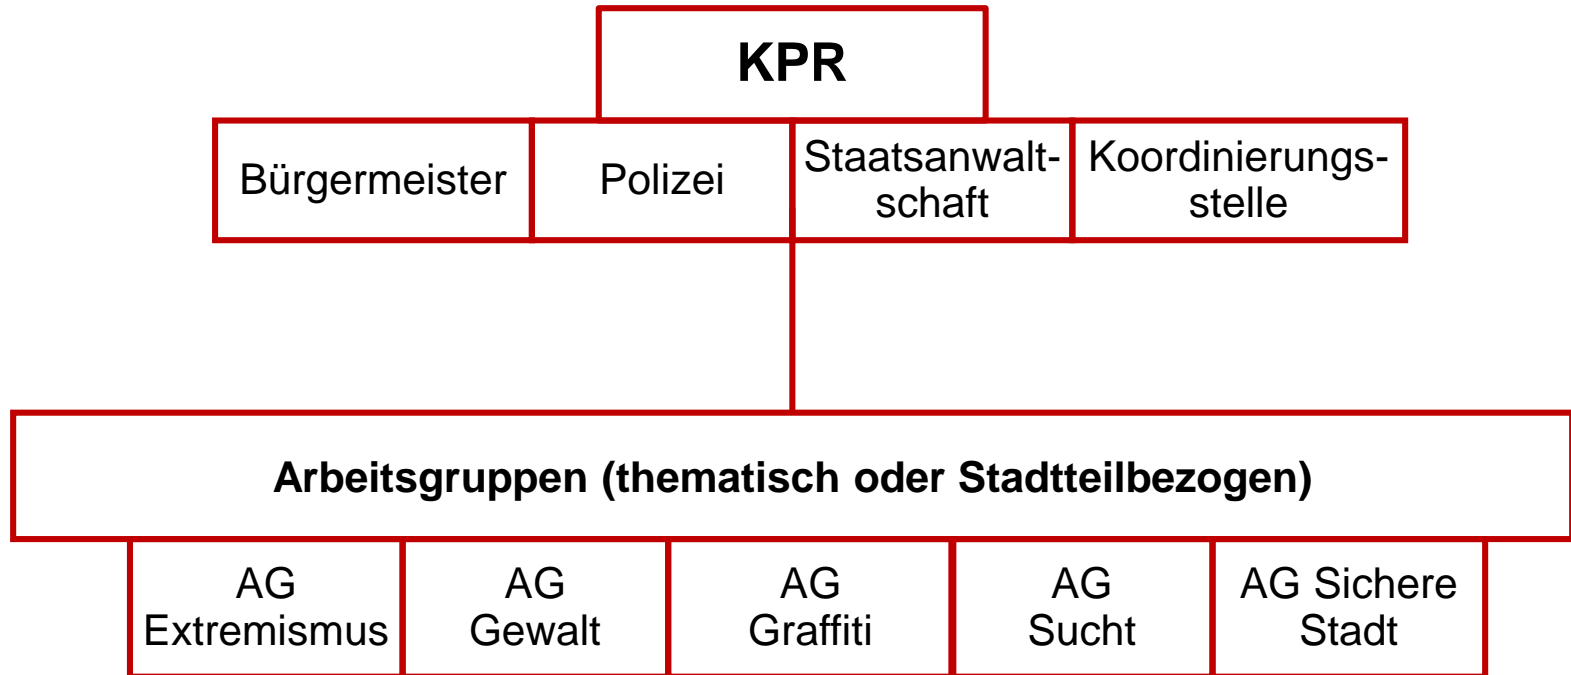 KPR
Bürgermeister
Polizei
Staatsanwalt-
schaft
Koordinierungs-
stelle
Arbeitsgruppen (thematisch oder Stadtteilbezogen)
AG
Extremismus
AG
Gewalt
AG
Graffiti
AG
Sucht
AG Sichere
Stadt